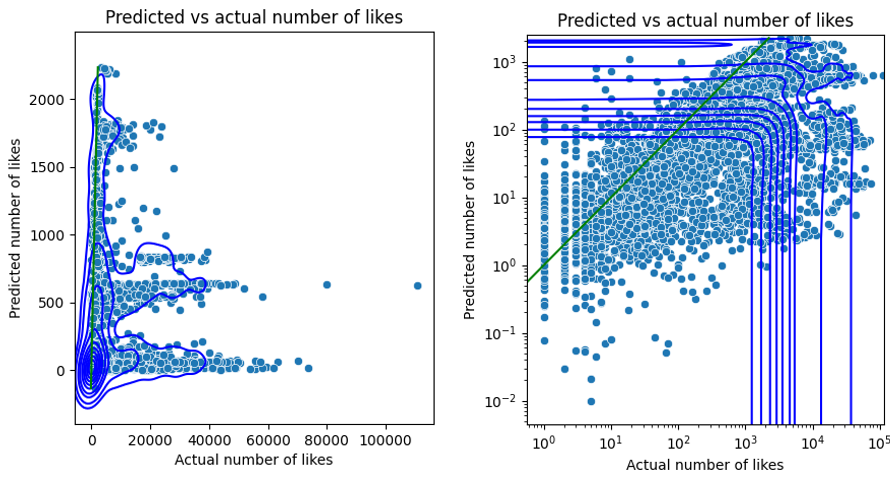 Predicted vs actual number of likes
Predicted number of likes
2000
1500
1000
500
0
0 20000 40000 60000 80000 100000
Actual number of likes
Predicted vs actual number of likes
Predicted number of likes
10³
10²
10¹
10⁰
10⁻¹
10⁻²
10⁰ 10¹ 10² 10³ 10⁴ 10⁵
Actual number of likes